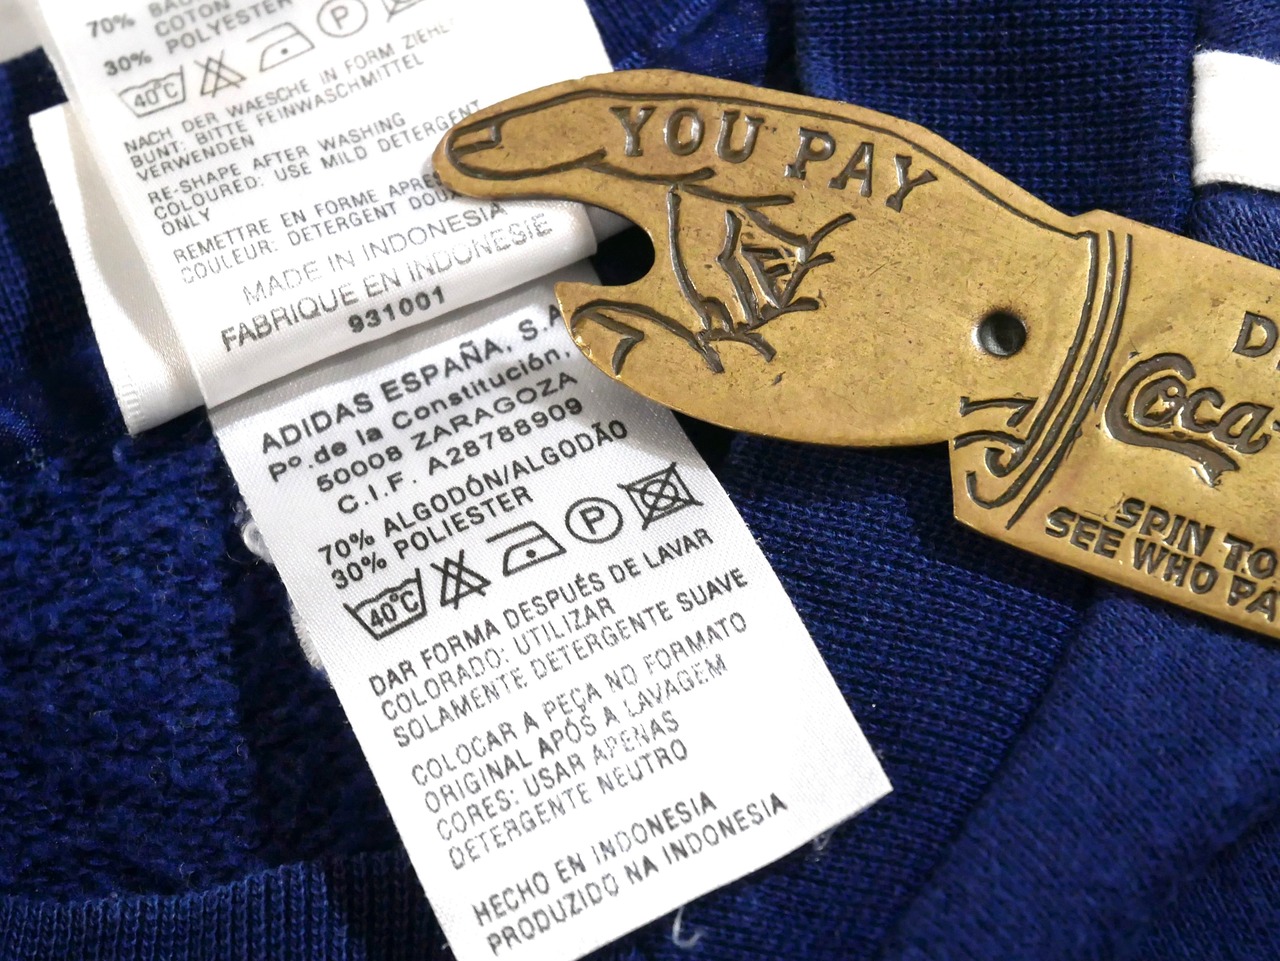 70%
COTON
30% POLYESTER
40°C
P
NACH DER WAESCHE IN FORM ZIEHEN
BUNT: BITTE FEINWASCHMITTEL
VERWENDEN
RE-SHAPE AFTER WASHING
COLOURED: USE MILD DETERGENT
ONLY
REMETTRE EN FORME APRES
COULEUR: DETERGENT DOUX
MADE IN INDONESIA
FABRIQUE EN INDONESIE
931001
ADIDAS ESPAÑA, S.A
Pº.de la Constitución,
50008 ZARAGOZA
C.I.F. A28788909
70% ALGODÓN/ALGODÃO
30% POLIESTER
40°C
P
DAR FORMA DESPUÉS DE LAVAR
COLORADO: UTILIZAR
SOLAMENTE DETERGENTE SUAVE
COLOCAR A PEÇA NO FORMATO
ORIGINAL APÓS A LAVAGEM
CORES: USAR APENAS
DETERGENTE NEUTRO
HECHO EN INDONESIA
PRODUZIDO NA INDONESIA
YOU PAY
Coca-
SPIN TO
SEE WHO PA